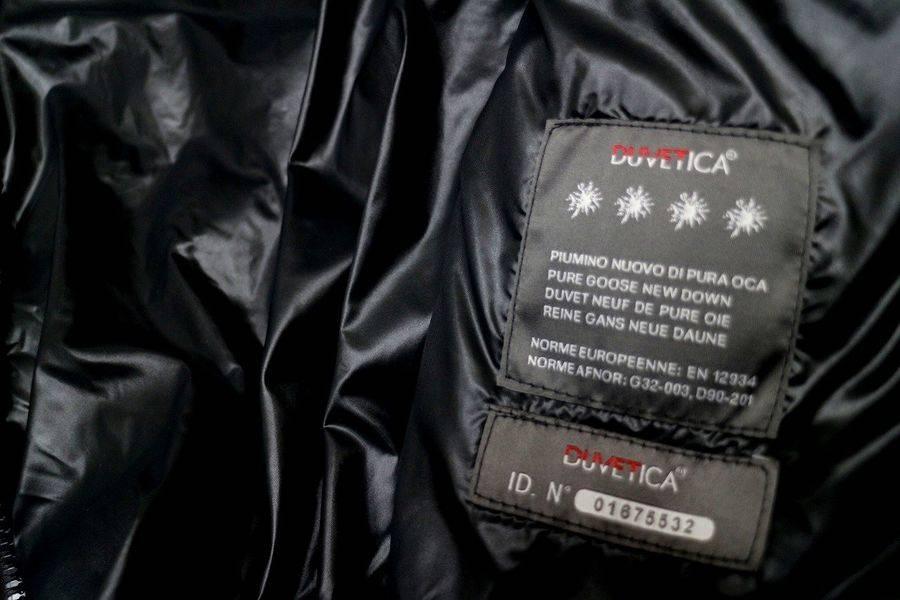 DUVETICA®
PIUMINO NUOVO DI PURA OCA
PURE GOOSE NEW DOWN
DUVET NEUF DE PURE OIE
REINE GANS NEUE DAUNE
NORME EUROPEENNE: EN 12934
NORME AFNOR: G32-003, D90-201
DUVETICA®
ID. N° 01675532